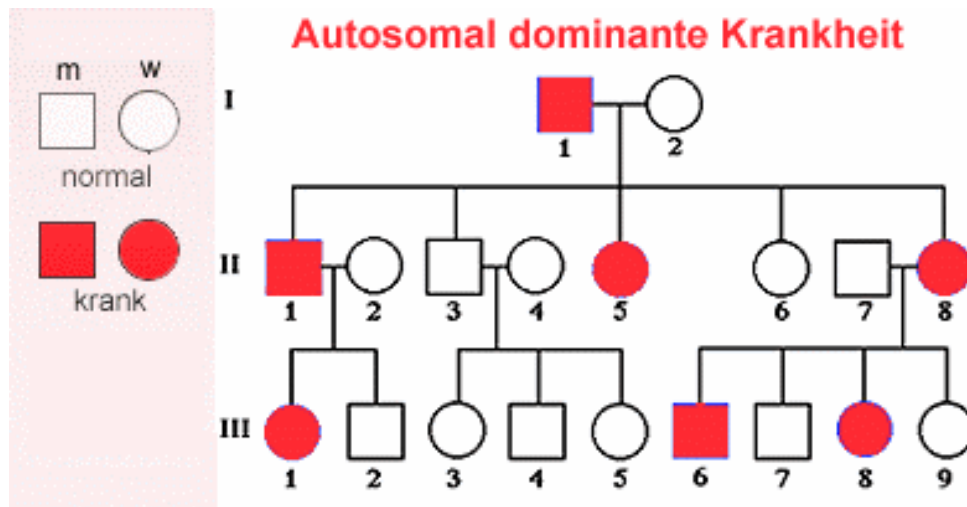 Autosomal dominante Krankheit
m w
normal
krank
I
1 2
II
1 2 3 4 5 6 7 8
III
1 2 3 4 5 6 7 8 9